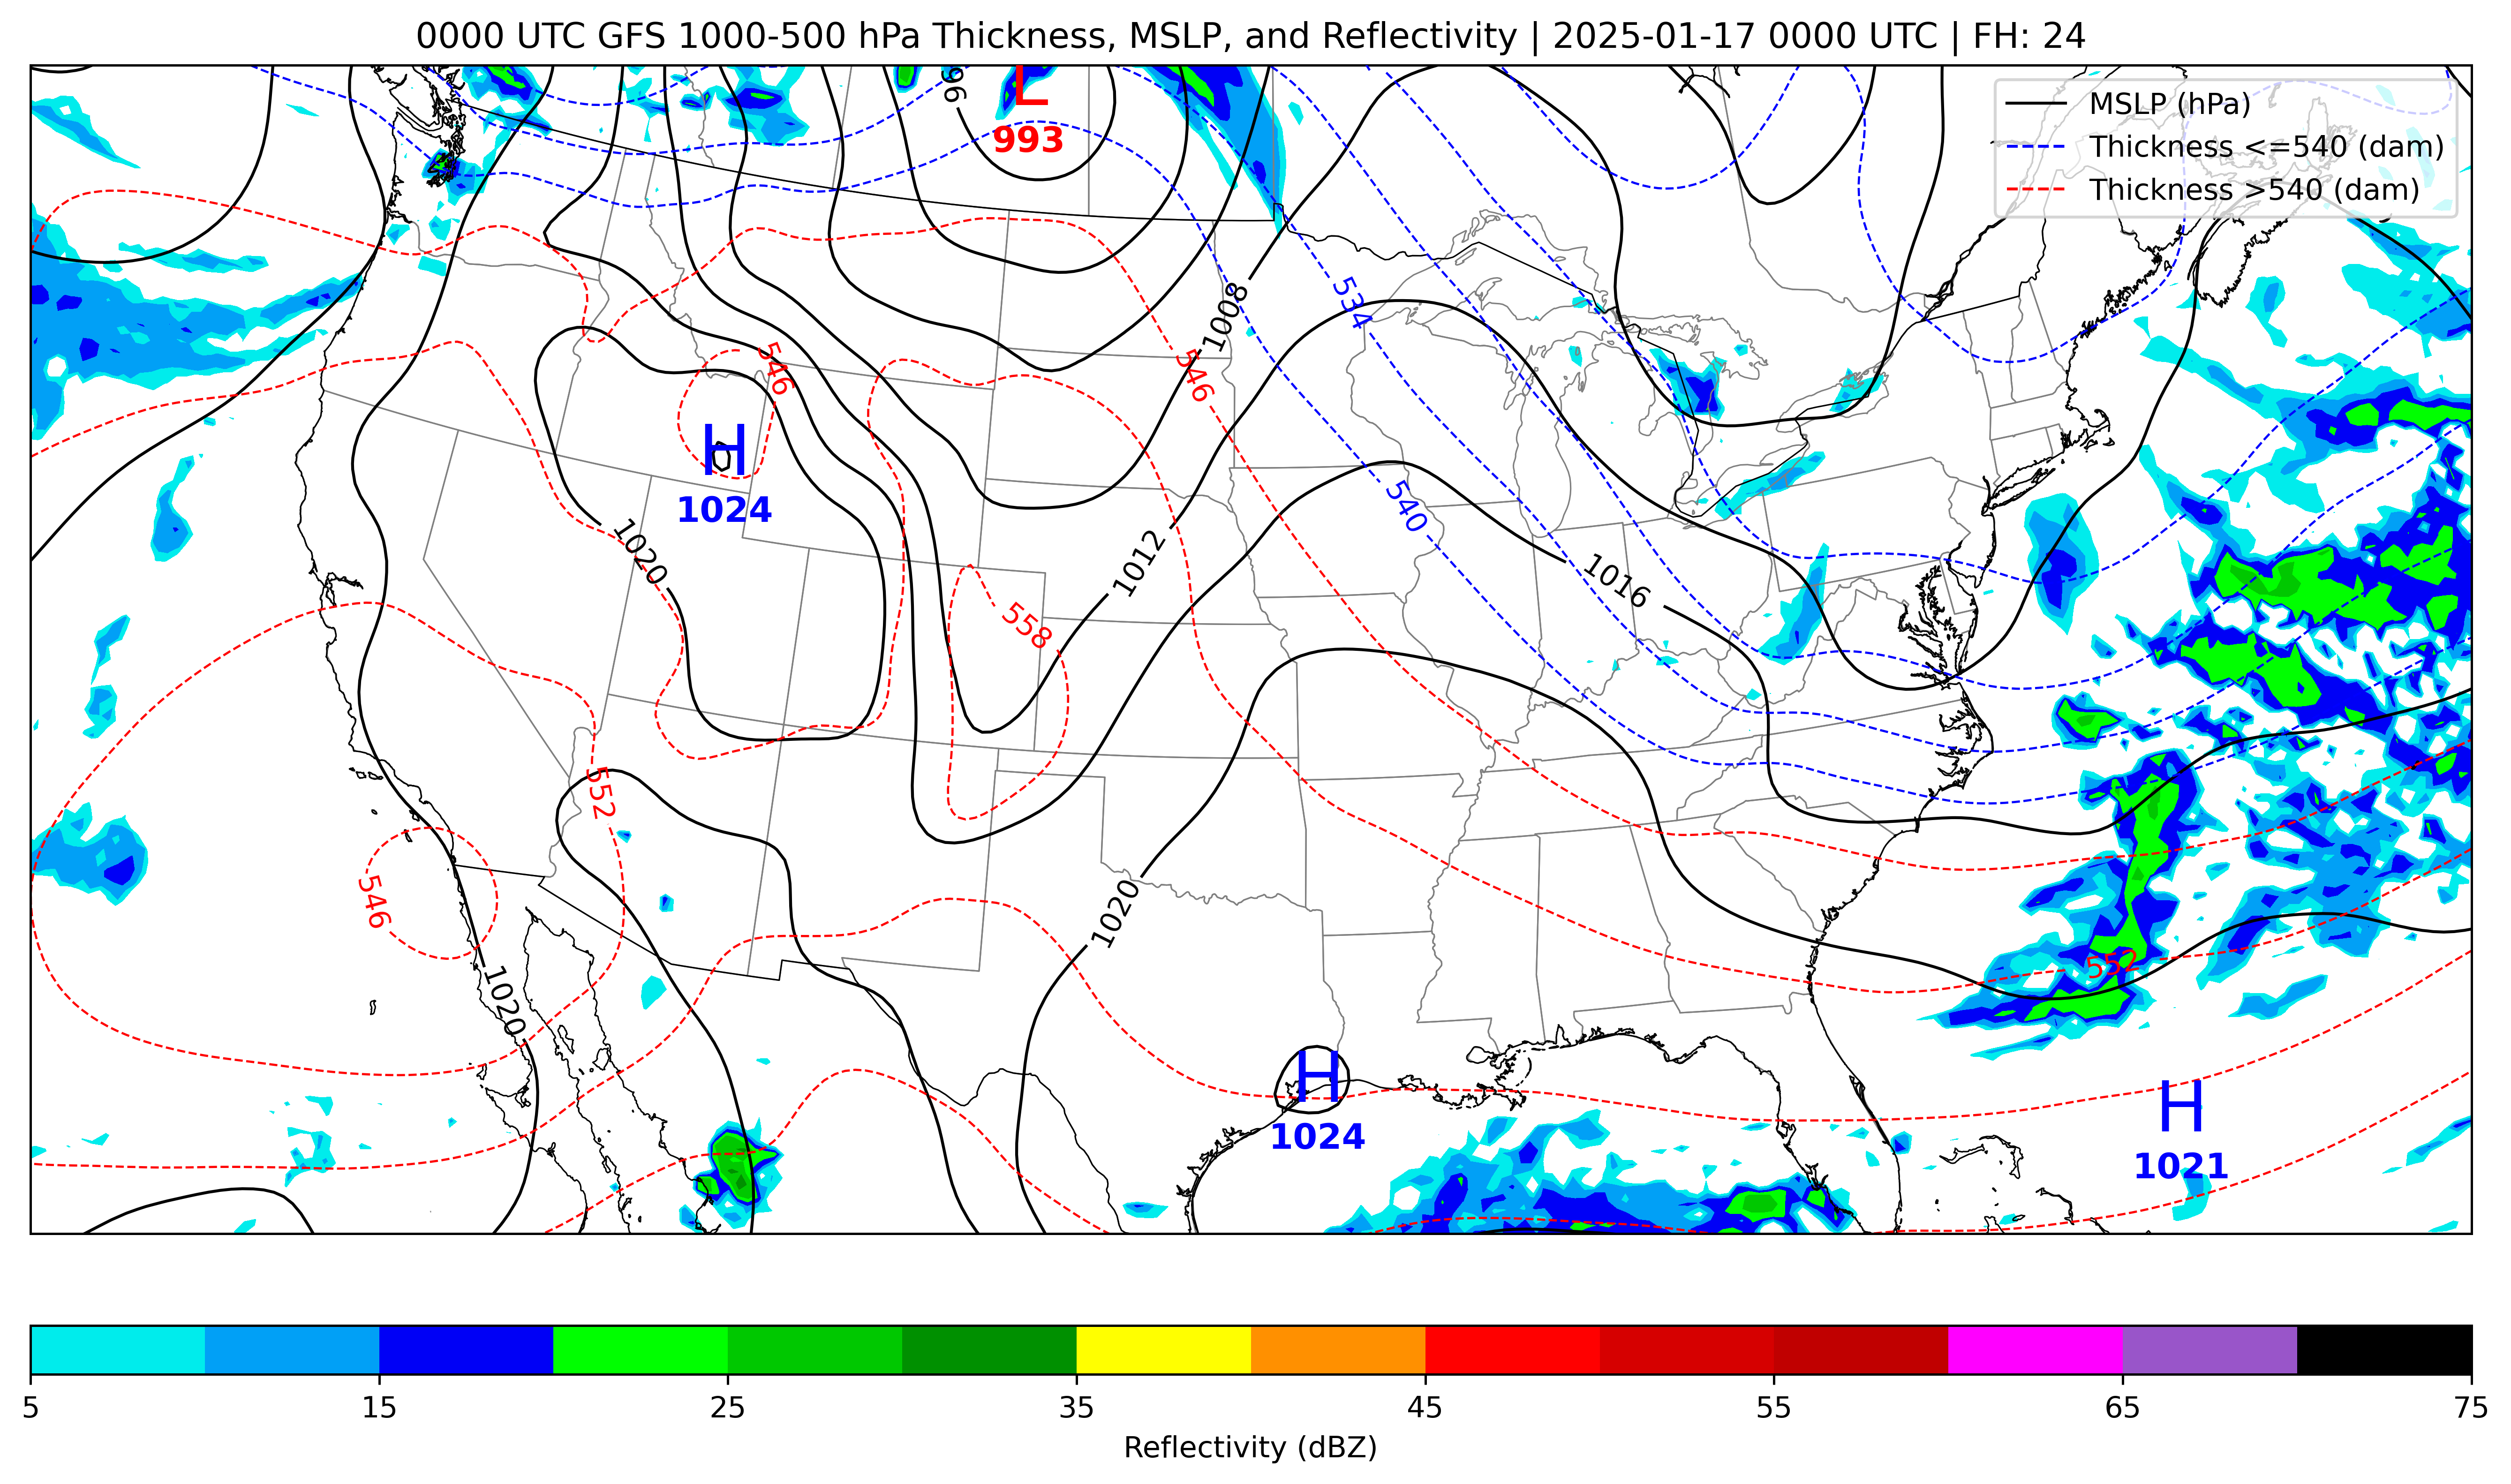 0000 UTC GFS 1000-500 hPa Thickness, MSLP, and Reflectivity | 2025-01-17 0000 UTC | FH: 24
MSLP (hPa)
Thickness <=540 (dam)
Thickness >540 (dam)
L
993
1008
534
546
546
H
1024
540
1020
1012
1016
558
552
546
1020
1020
552
H
1024
H
1021
5 15 25 35 45 55 65 75
Reflectivity (dBZ)